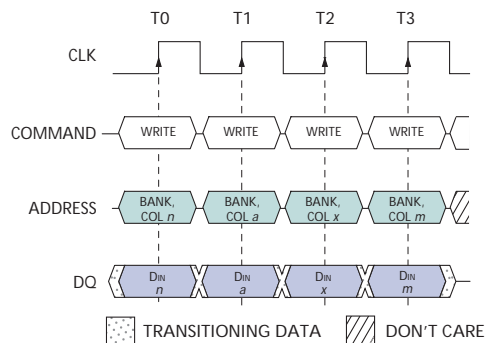 T0 T1 T2 T3
CLK
COMMAND WRITE WRITE WRITE WRITE
ADDRESS BANK, COL n BANK, COL a BANK, COL x BANK, COL m
DQ DIN n DIN a DIN x DIN m
TRANSITIONING DATA DON'T CARE